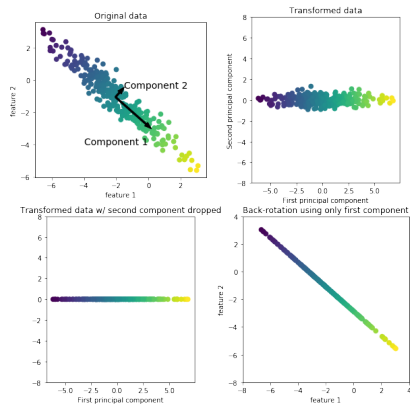 Original data
Component 2
Component 1
feature 2
−6 −4 −2 0 2
2
0
−2
−4
−6
feature 1
Transformed data
Second principal component
8
6
4
2
0
−2
−4
−6
−8
−5.0 −2.5 0.0 2.5 5.0
First principal component
Transformed data w/ second component dropped
8
6
4
2
0
−2
−4
−6
−8
−5.0 −2.5 0.0 2.5 5.0
First principal component
Back-rotation using only first component
feature 2
4
2
0
−2
−4
−6
−8
−8 −6 −4 −2 0 2 4
feature 1